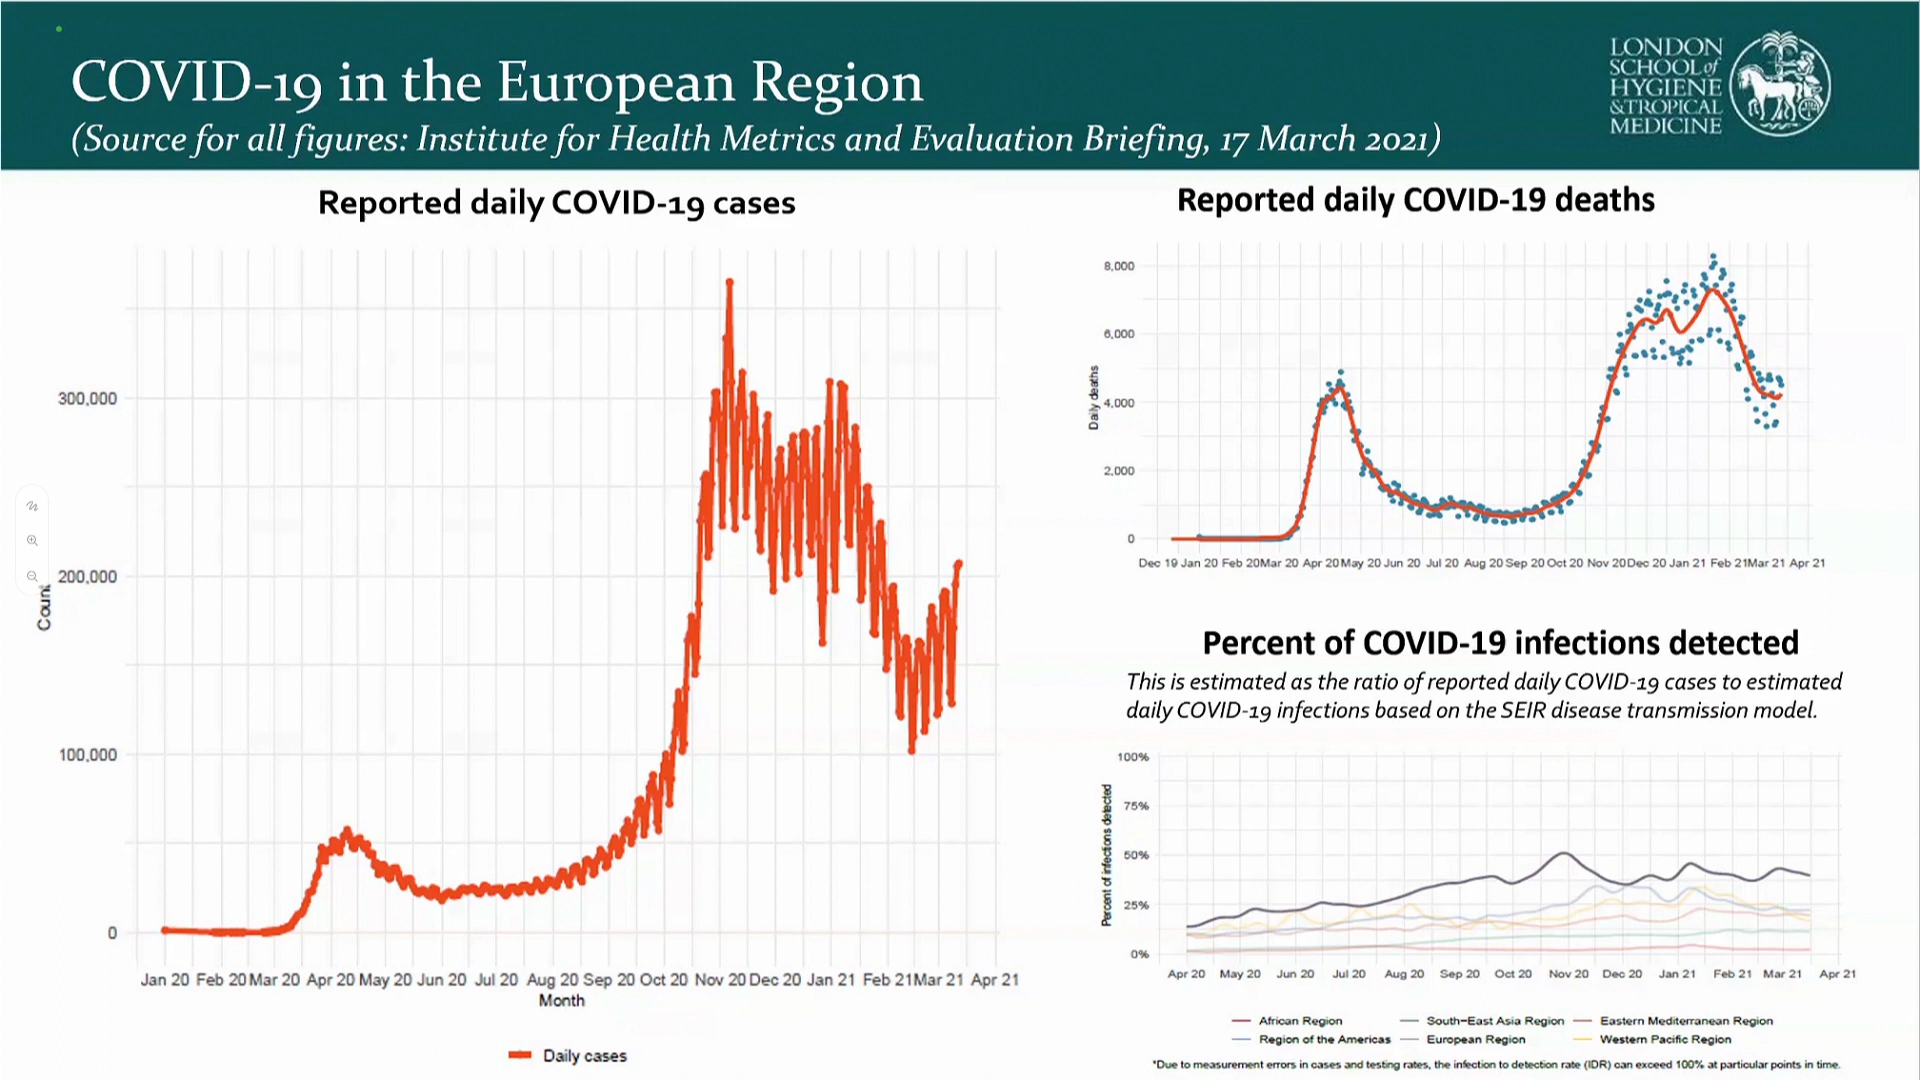 COVID-19 in the European Region
(Source for all figures: Institute for Health Metrics and Evaluation Briefing, 17 March 2021)
LONDON
SCHOOL of
HYGIENE
& TROPICAL
MEDICINE
Reported daily COVID-19 cases
300,000
200,000
100,000
0
Count
Jan 20 Feb 20 Mar 20 Apr 20 May 20 Jun 20 Jul 20 Aug 20 Sep 20 Oct 20 Nov 20 Dec 20 Jan 21 Feb 21 Mar 21 Apr 21
Month
Daily cases
Reported daily COVID-19 deaths
8,000
6,000
4,000
2,000
0
Daily deaths
Dec 19 Jan 20 Feb 20 Mar 20 Apr 20 May 20 Jun 20 Jul 20 Aug 20 Sep 20 Oct 20 Nov 20 Dec 20 Jan 21 Feb 21 Mar 21 Apr 21
Percent of COVID-19 infections detected
This is estimated as the ratio of reported daily COVID-19 cases to estimated
daily COVID-19 infections based on the SEIR disease transmission model.
100%
75%
50%
25%
0%
Percent of infections detected
Apr 20 May 20 Jun 20 Jul 20 Aug 20 Sep 20 Oct 20 Nov 20 Dec 20 Jan 21 Feb 21 Mar 21 Apr 21
African Region South-East Asia Region Eastern Mediterranean Region
Region of the Americas European Region Western Pacific Region
*Due to measurement errors in cases and testing rates, the infection to detection rate (IDR) can exceed 100% at particular points in time.